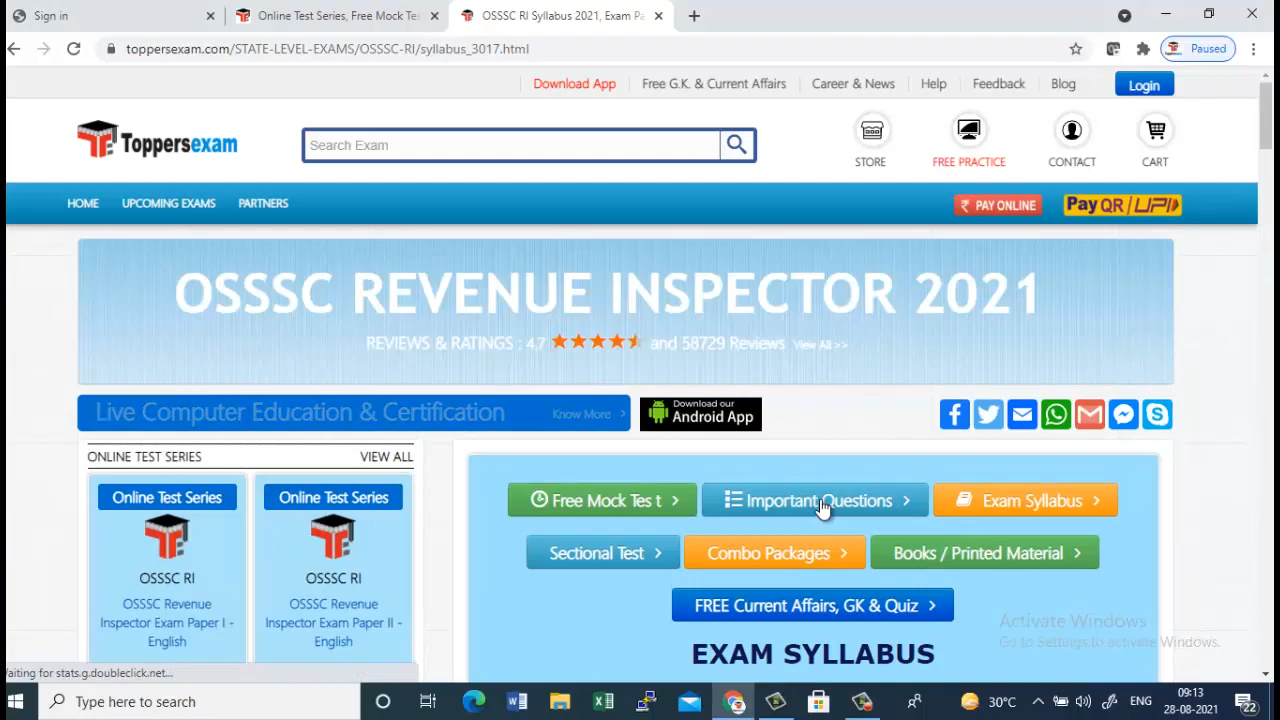 Sign in
Online Test Series, Free Mock Tes
OSSSC RI Syllabus 2021, Exam Pa
toppersexam.com/STATE-LEVEL-EXAMS/OSSSC-RI/syllabus_3017.html
Paused
Download App
Free G.K. & Current Affairs
Career & News
Help
Feedback
Blog
Login
Toppersexam
Search Exam
STORE
FREE PRACTICE
CONTACT
CART
HOME
UPCOMING EXAMS
PARTNERS
₹ PAY ONLINE
Pay QR / UPI
OSSSC REVENUE INSPECTOR 2021
REVIEWS & RATINGS : 4.7 and 58729 Reviews View All >>
Live Computer Education & Certification
Know More >
Download our
Android App
ONLINE TEST SERIES
VIEW ALL
Online Test Series
OSSSC RI
OSSSC Revenue
Inspector Exam Paper I -
English
Online Test Series
OSSSC RI
OSSSC Revenue
Inspector Exam Paper II -
English
Free Mock Tes t >
Important Questions >
Exam Syllabus >
Sectional Test >
Combo Packages >
Books / Printed Material >
FREE Current Affairs, GK & Quiz >
EXAM SYLLABUS
Activate Windows
Go to Settings to activate Windows.
Waiting for stats.g.doubleclick.net...
Type here to search
30°C
ENG
09:13
28-08-2021
22